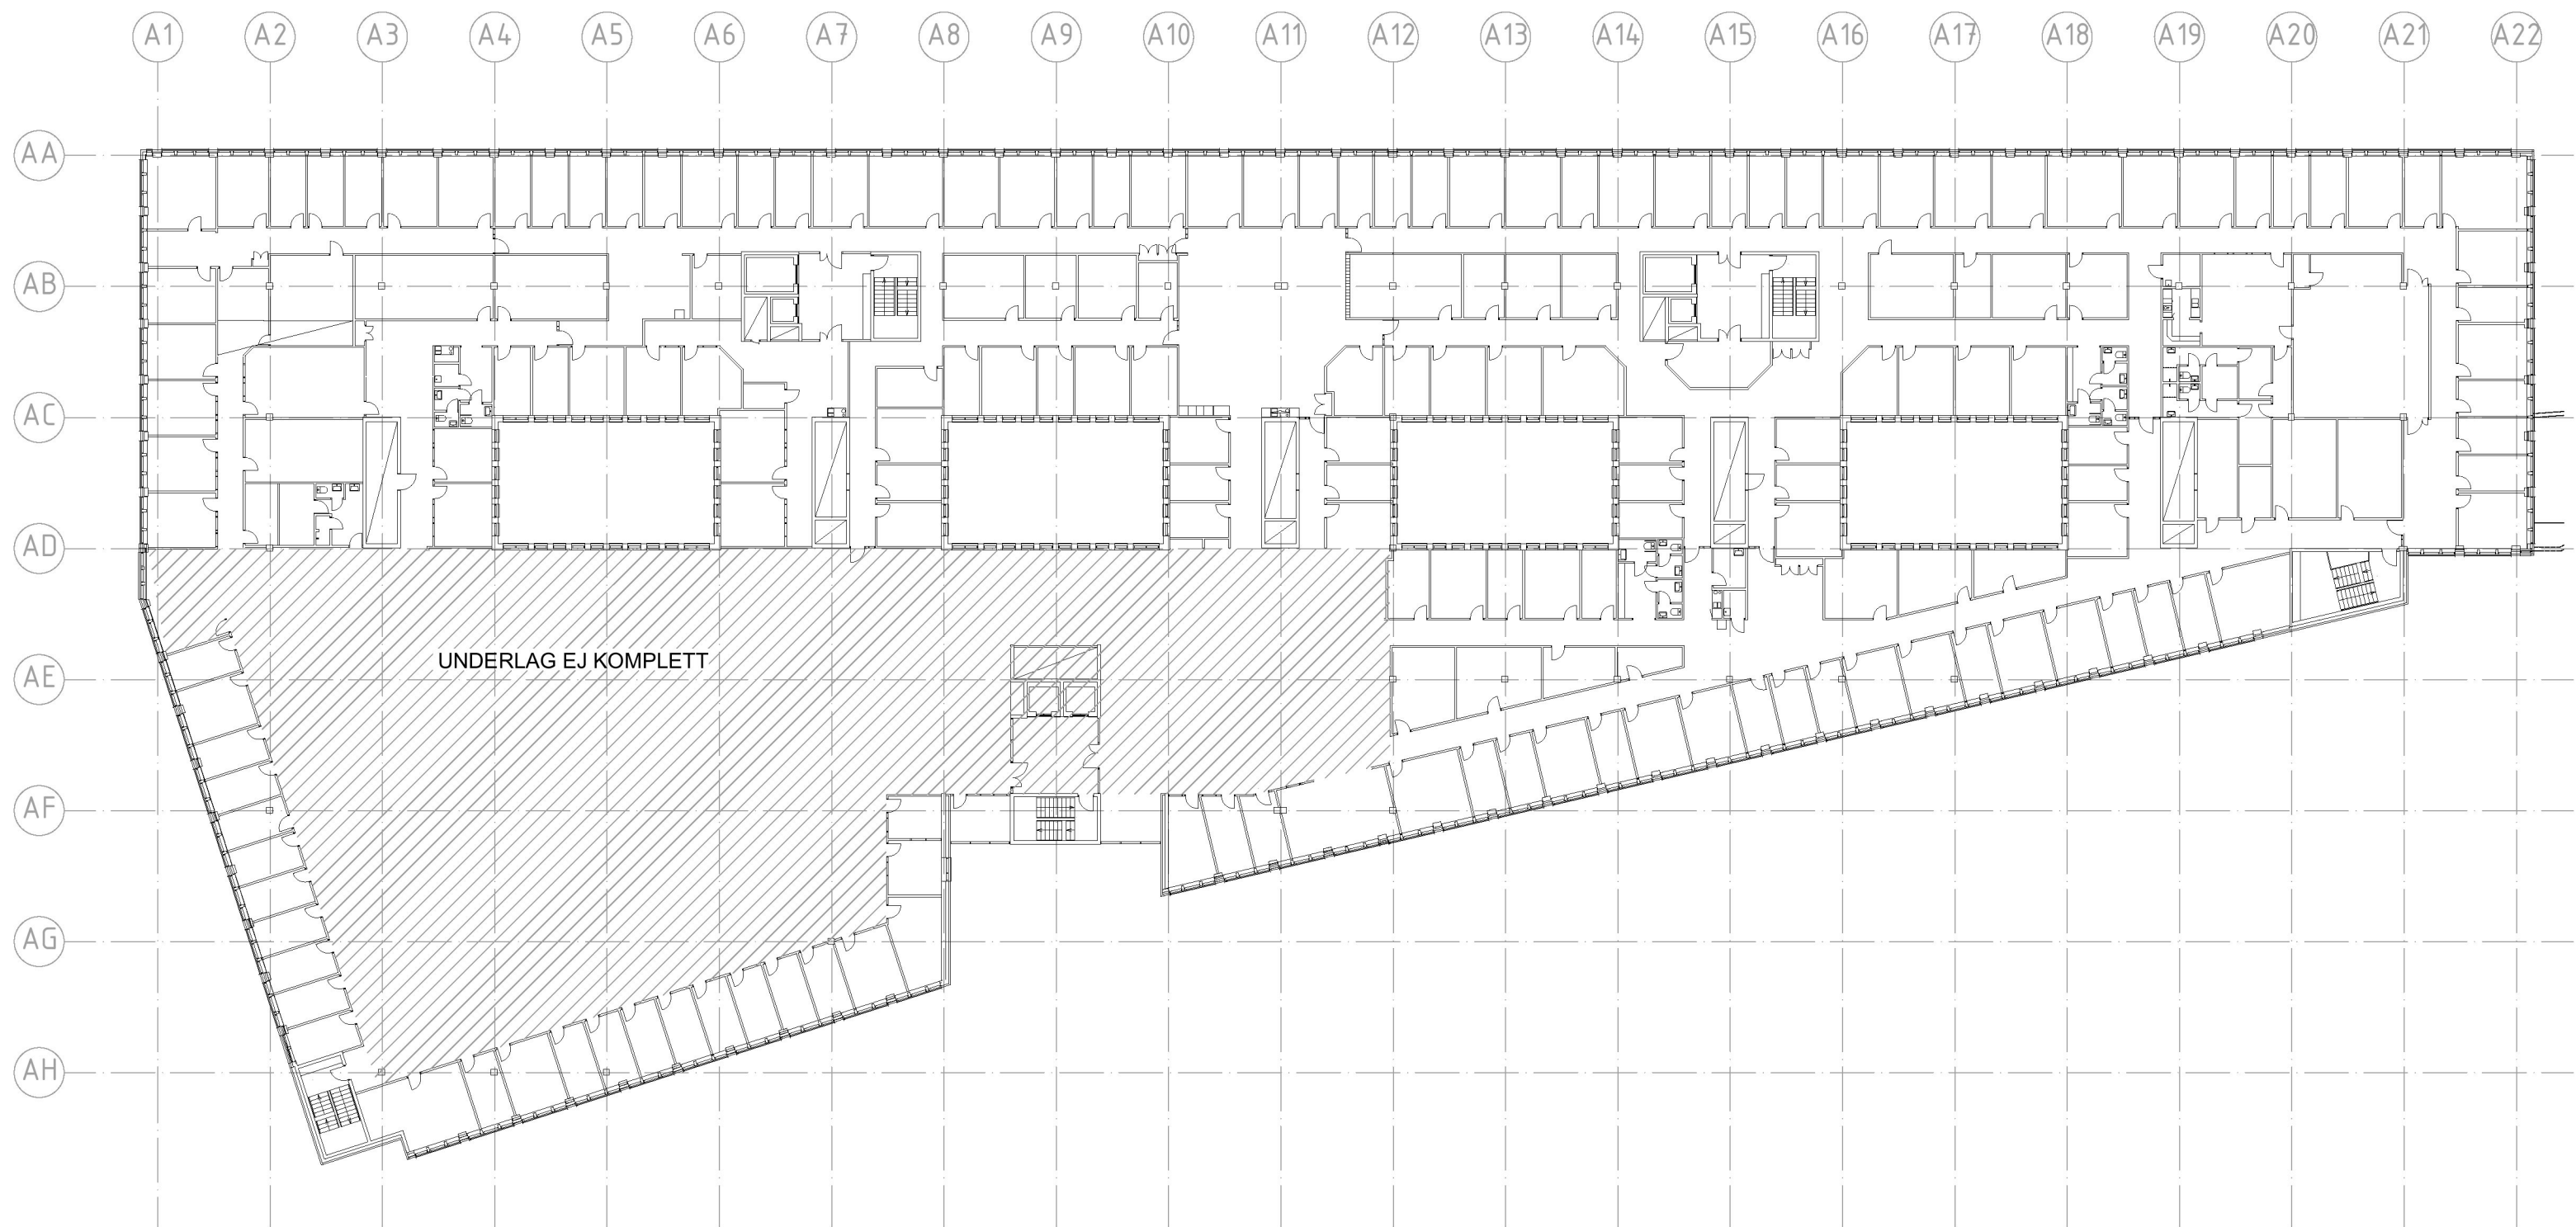 A1 A2 A3 A4 A5 A6 A7 A8 A9 A10 A11 A12 A13 A14 A15 A16 A17 A18 A19 A20 A21 A22
AA
AB
AC
AD
UNDERLAG EJ KOMPLETT
AE
AF
AG
AH